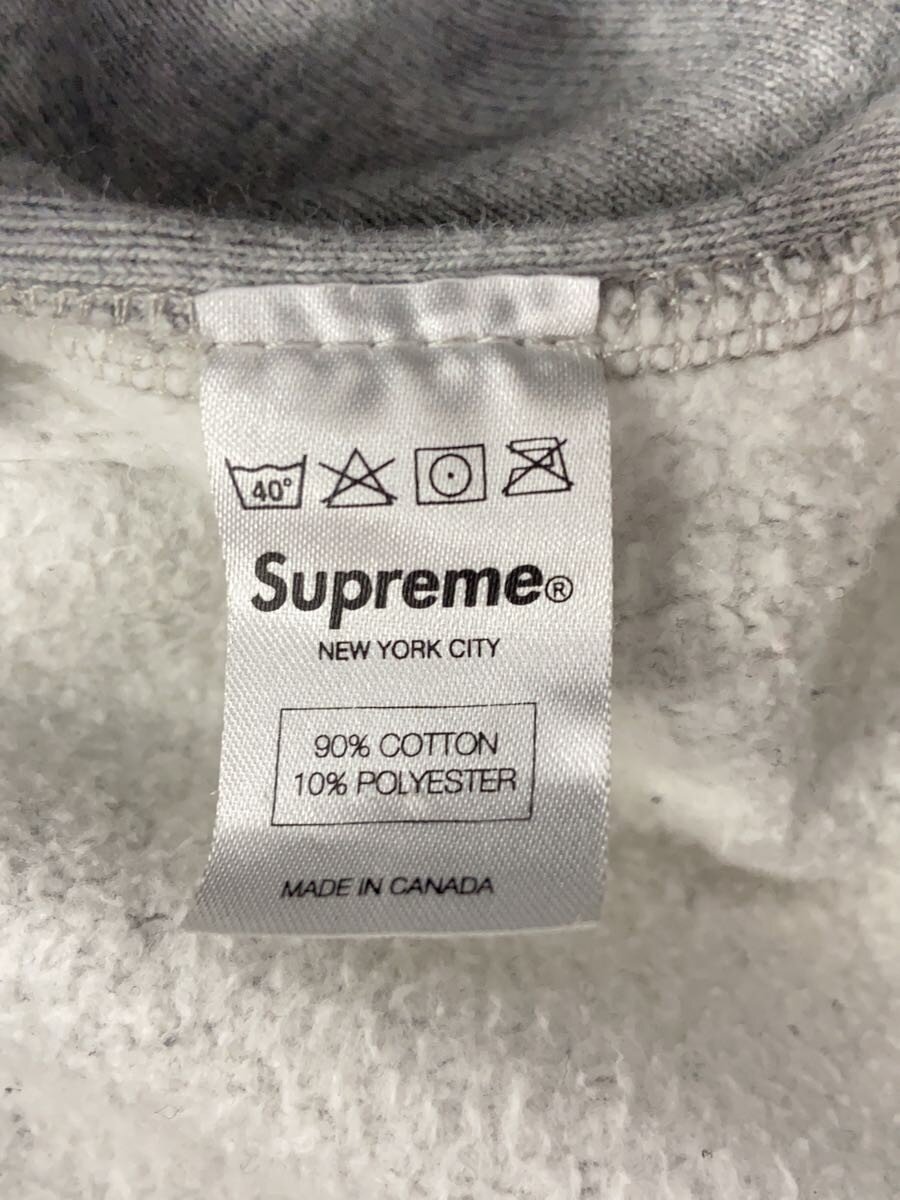 40°
Supreme®
NEW YORK CITY
90% COTTON
10% POLYESTER
MADE IN CANADA